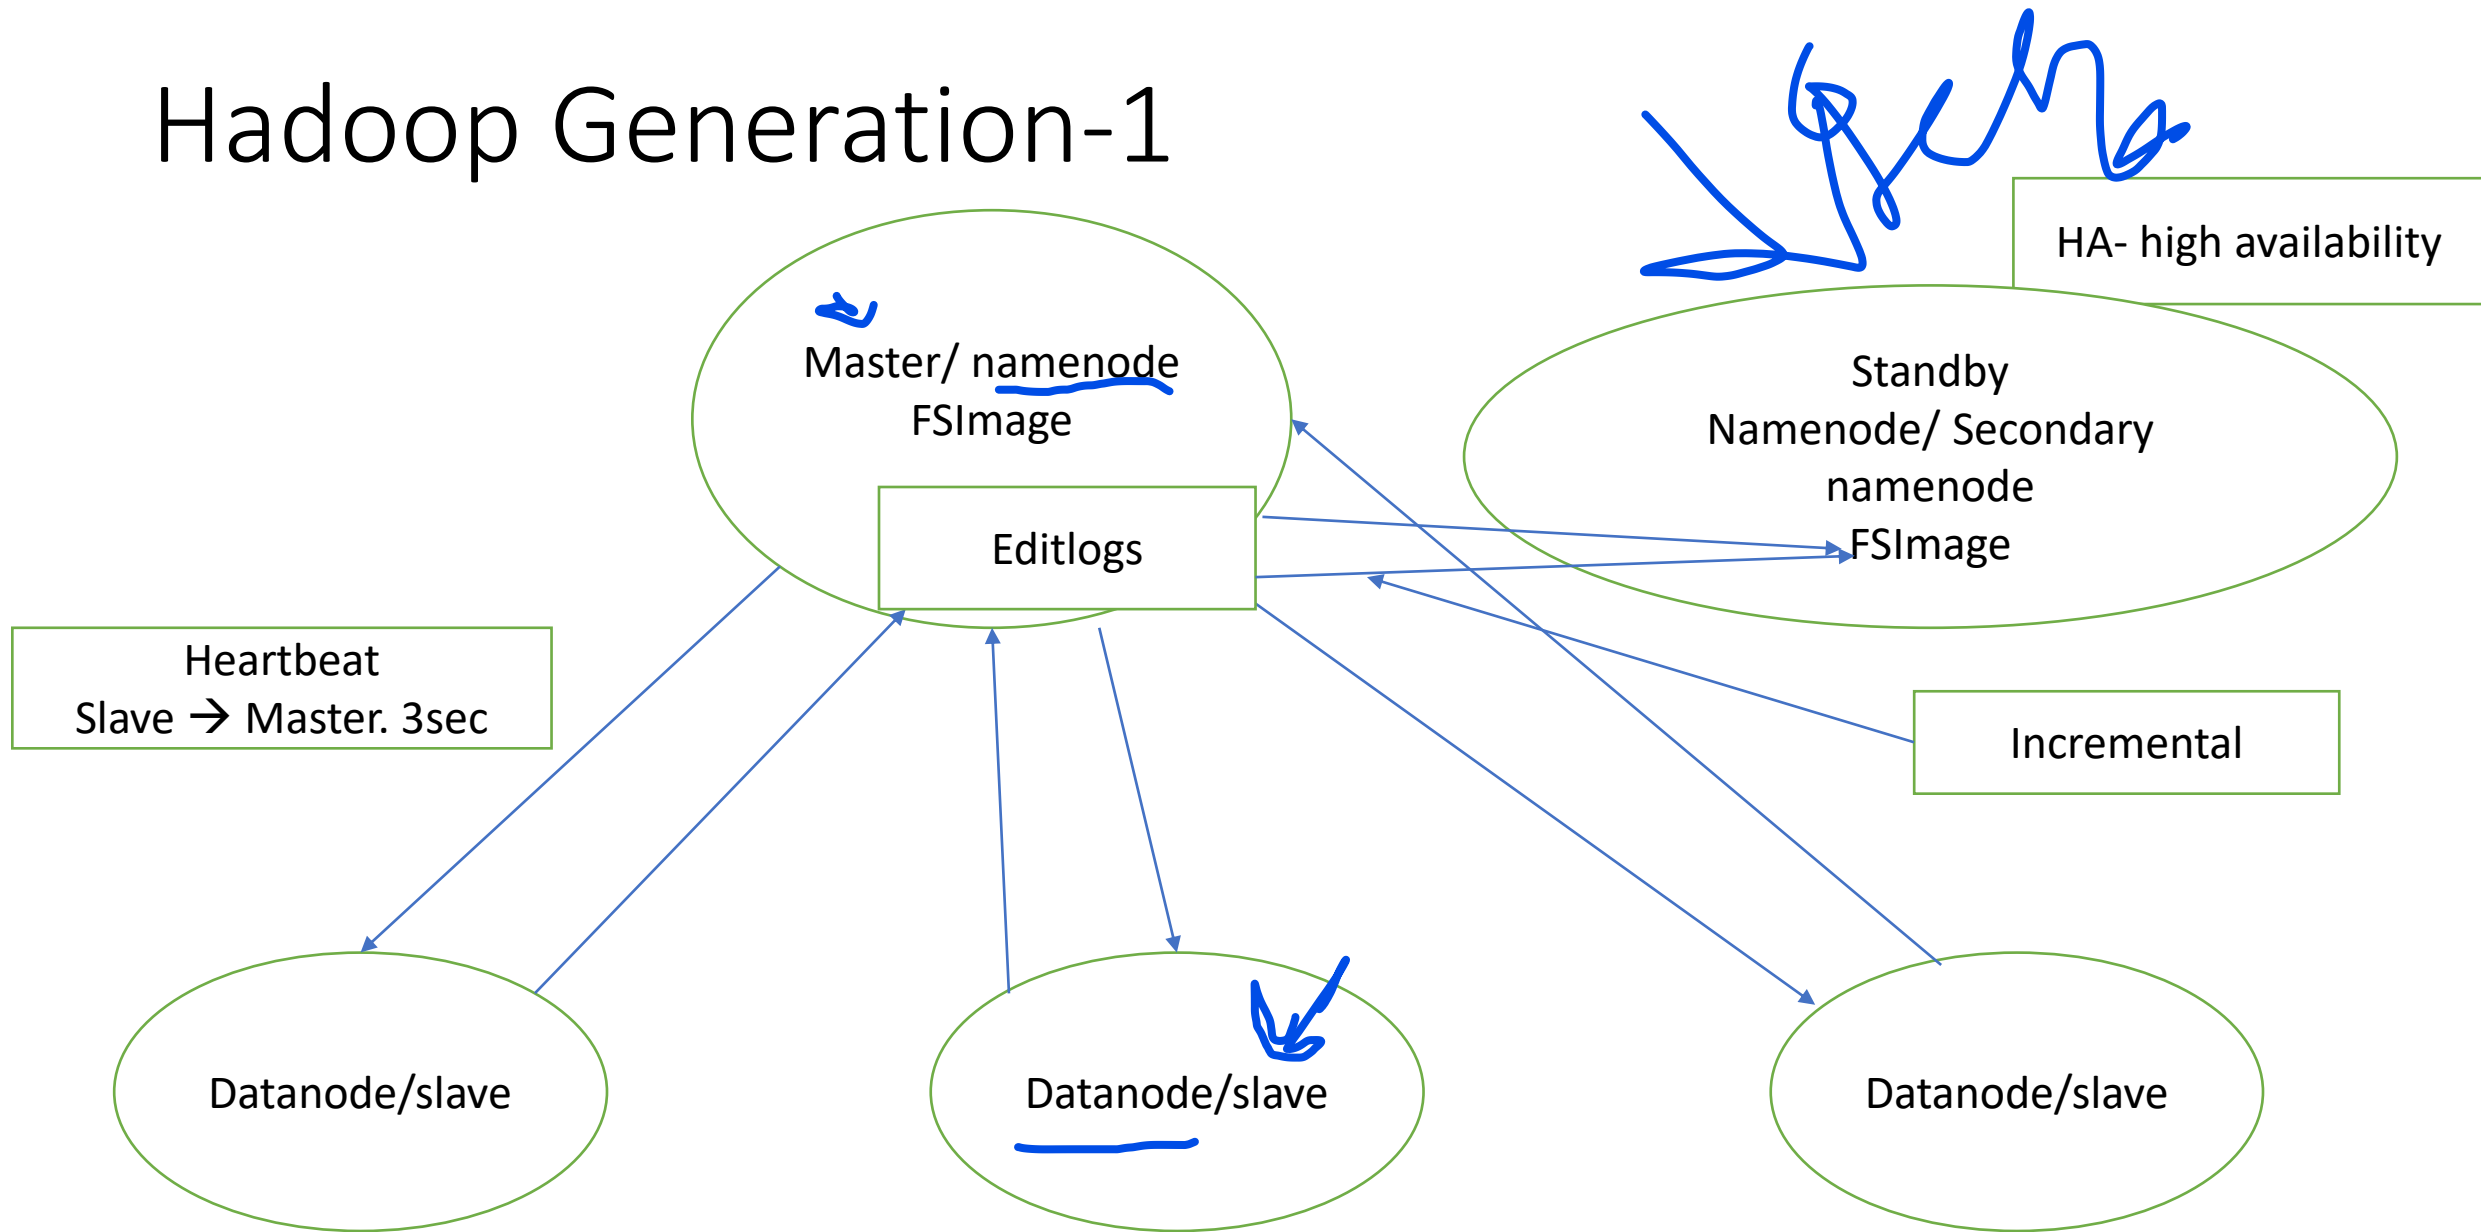 Hadoop Generation-1
HA- high availability
Master/ namenode
FSImage
Editlogs
Standby
Namenode/ Secondary
namenode
FSImage
Heartbeat
Slave → Master. 3sec
Incremental
Datanode/slave
Datanode/slave
Datanode/slave